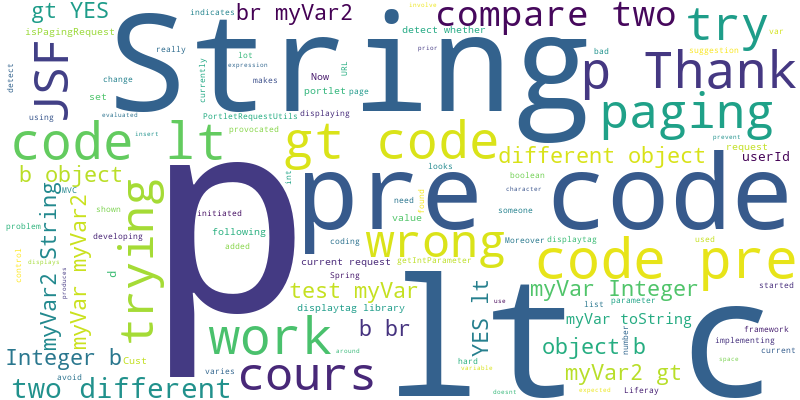 gt YES
br myVar2
compare two
try
indicates
involve
isPagingRequest
prior
detect whether
var
String
really
around
bad
suggestion
detect
JSF
change
expression
currently
lot
URL
p Thank
makes
Now
portlet
page
using
set
evaluated
PortletRequestUtils
displaying
paging
code lt
insert
provocated
gt code
prevent
request
different object
userId
b object
MVC
int
looks
boolean
trying
p
pre
code
character
need
someone
myVar2 String
myVar myVar2
shown
initiated
value
found
problem
developing
following
added
coding
wrong
Moreover
displaytag
used
control
displays
produces
d
current request
getIntParameter
code pre
Spring
started
test myVar
lt
YES lt
use
myVar Integer
list
parameter
c
displaytag library
myVar toString
work
b br
framework
implementing
number
object b
Integer b
Cust
varies
hard
space
current
avoid
cours
variable
myVar2 gt
two different
doesnt
expected
Liferay